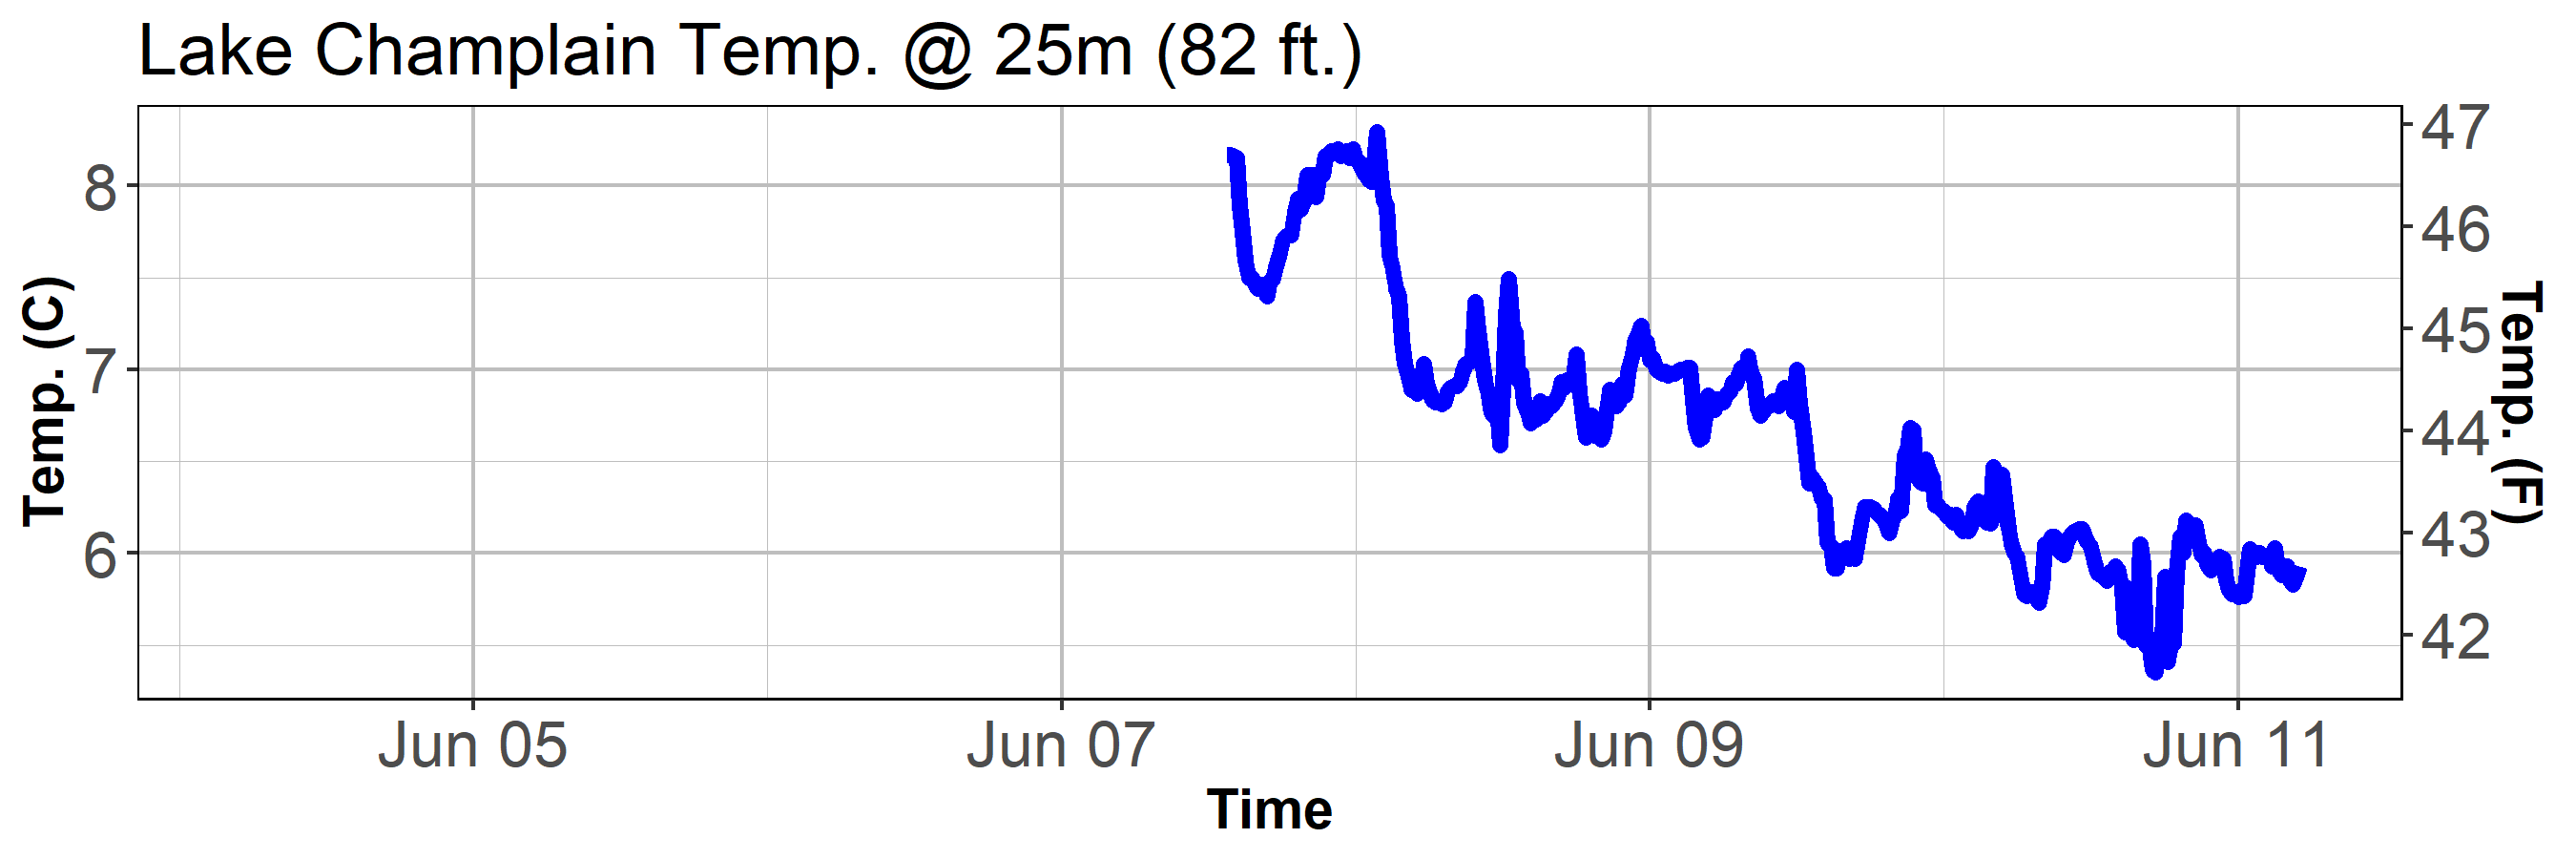 Lake Champlain Temp. @ 25m (82 ft.)
Temp. (C)
8
7
6
47
46
45
44
43
42
Temp. (F)
Jun 05
Jun 07
Jun 09
Jun 11
Time